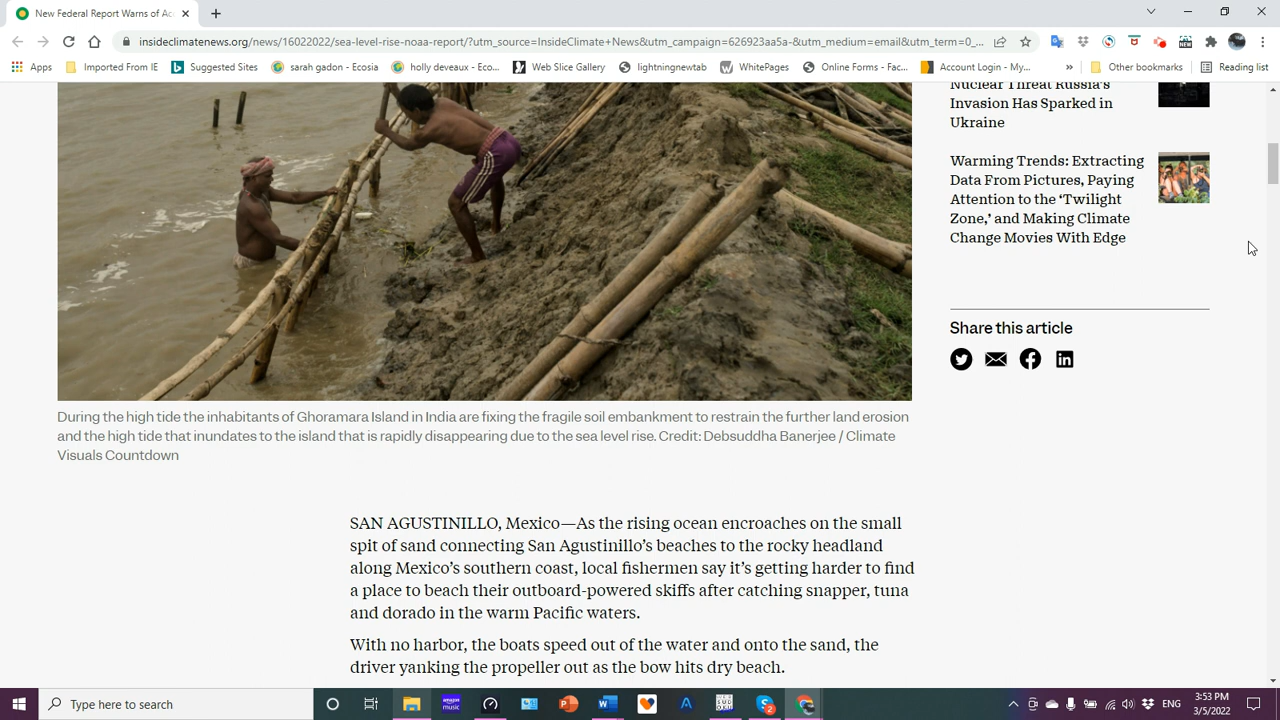 New Federal Report Warns of Acc
insideclimatenews.org/news/16022022/sea-level-rise-noaa-report/?utm_source=InsideClimate+News&utm_campaign=626923aa5a-&utm_medium=email&utm_term=0_...
Apps Imported From IE Suggested Sites sarah gadon - Ecosia holly deveaux - Eco... Web Slice Gallery lightningnewtab WhitePages Online Forms - Fac... Account Login - My... » Other bookmarks Reading list
Nuclear Threat Russia's
Invasion Has Sparked in
Ukraine
Warming Trends: Extracting
Data From Pictures, Paying
Attention to the ‘Twilight
Zone,’ and Making Climate
Change Movies With Edge
Share this article
During the high tide the inhabitants of Ghoramara Island in India are fixing the fragile soil embankment to restrain the further land erosion
and the high tide that inundates to the island that is rapidly disappearing due to the sea level rise. Credit: Debsuddha Banerjee / Climate
Visuals Countdown
SAN AGUSTINILLO, Mexico—As the rising ocean encroaches on the small
spit of sand connecting San Agustinillo’s beaches to the rocky headland
along Mexico’s southern coast, local fishermen say it’s getting harder to find
a place to beach their outboard-powered skiffs after catching snapper, tuna
and dorado in the warm Pacific waters.
With no harbor, the boats speed out of the water and onto the sand, the
driver yanking the propeller out as the bow hits dry beach.
Type here to search
ENG
3:53 PM
3/5/2022